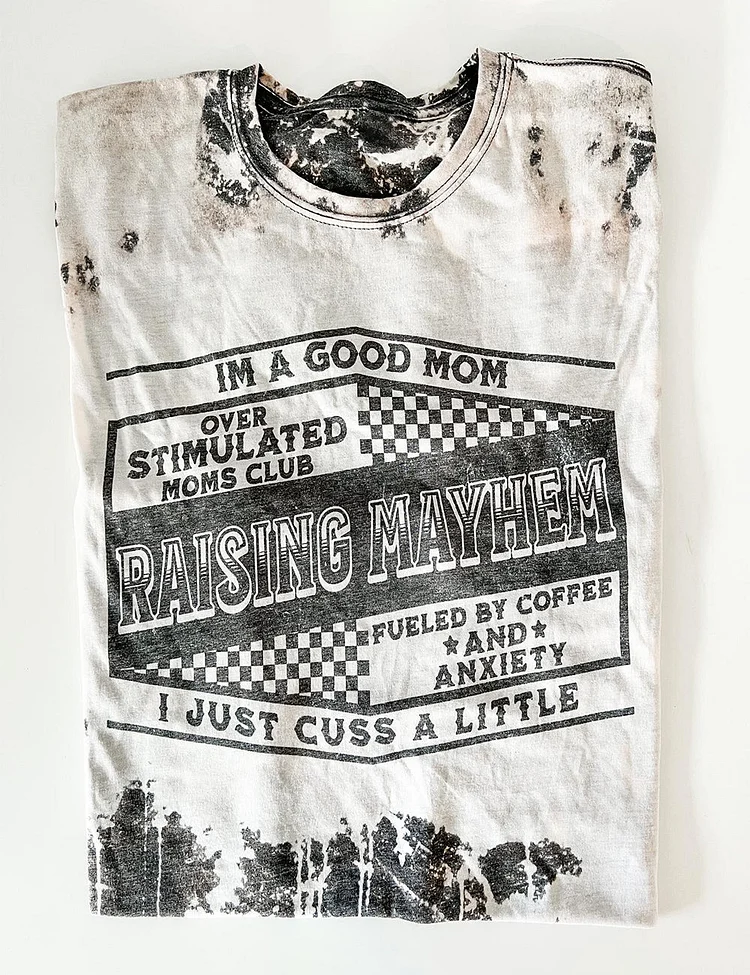 IM A GOOD MOM
OVER
STIMULATED
MOMS CLUB
RAISING MAYHEM
FUELED BY COFFEE
★AND★
ANXIETY
I JUST CUSS A LITTLE